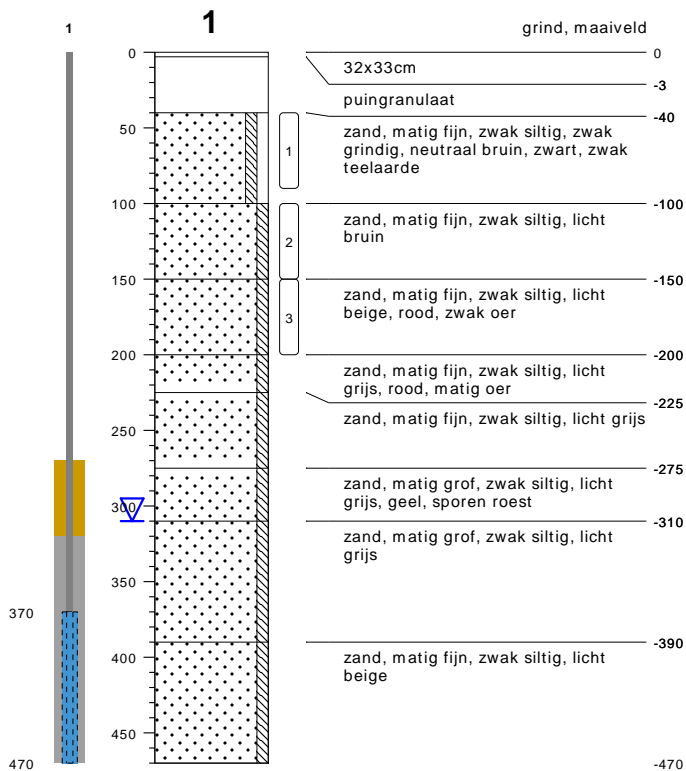 1
1
grind, maaiveld
0
0
32x33cm
-3
puingranulaat
-40
50
zand, matig fijn, zwak siltig, zwak
grindig, neutraal bruin, zwart, zwak
teelaarde
1
100
-100
zand, matig fijn, zwak siltig, licht
bruin
2
150
-150
zand, matig fijn, zwak siltig, licht
beige, rood, zwak oer
3
200
-200
zand, matig fijn, zwak siltig, licht
grijs, rood, matig oer
-225
zand, matig fijn, zwak siltig, licht grijs
250
-275
zand, matig grof, zwak siltig, licht
grijs, geel, sporen roest
300
-310
zand, matig grof, zwak siltig, licht
grijs
350
370
-390
400
zand, matig fijn, zwak siltig, licht
beige
450
470
-470